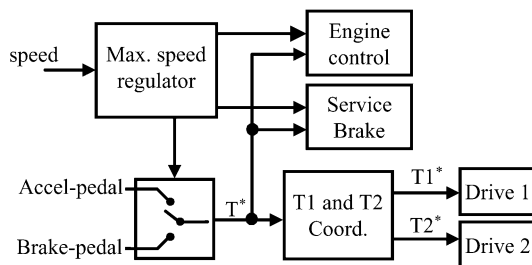 Engine
control
Max. speed
regulator
speed
Service
Brake
Accel-pedal
T*
T1 and T2
Coord.
T1*
Drive 1
T2*
Drive 2
Brake-pedal